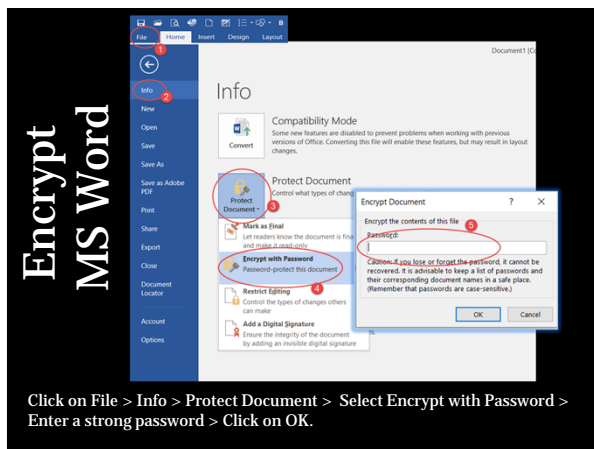 Encrypt
MS Word
File Home Insert Design Layout
1
Document1 [Co
Info
2
New
Open
Save
Save As
Save as Adobe
PDF
Print
Share
Export
Close
Document
Locator
Account
Options
Info
Convert
Compatibility Mode
Some new features are disabled to prevent problems when working with previous
versions of Office. Converting this file will enable these features, but may result in layout
changes.
Protect
Document
3
Protect Document
Control what types of chang
Mark as Final
Let readers know the document is fina
and make it read-only
Encrypt with Password
Password-protect this document
4
Restrict Editing
Control the types of changes others
can make
Add a Digital Signature
Ensure the integrity of the document
by adding an invisible digital signature
es.
Encrypt Document ? X
Encrypt the contents of this file
5
Password:
Caution: If you lose or forget the password, it cannot be
recovered. It is advisable to keep a list of passwords and
their corresponding document names in a safe place.
(Remember that passwords are case-sensitive.)
OK Cancel
Click on File > Info > Protect Document > Select Encrypt with Password >
Enter a strong password > Click on OK.